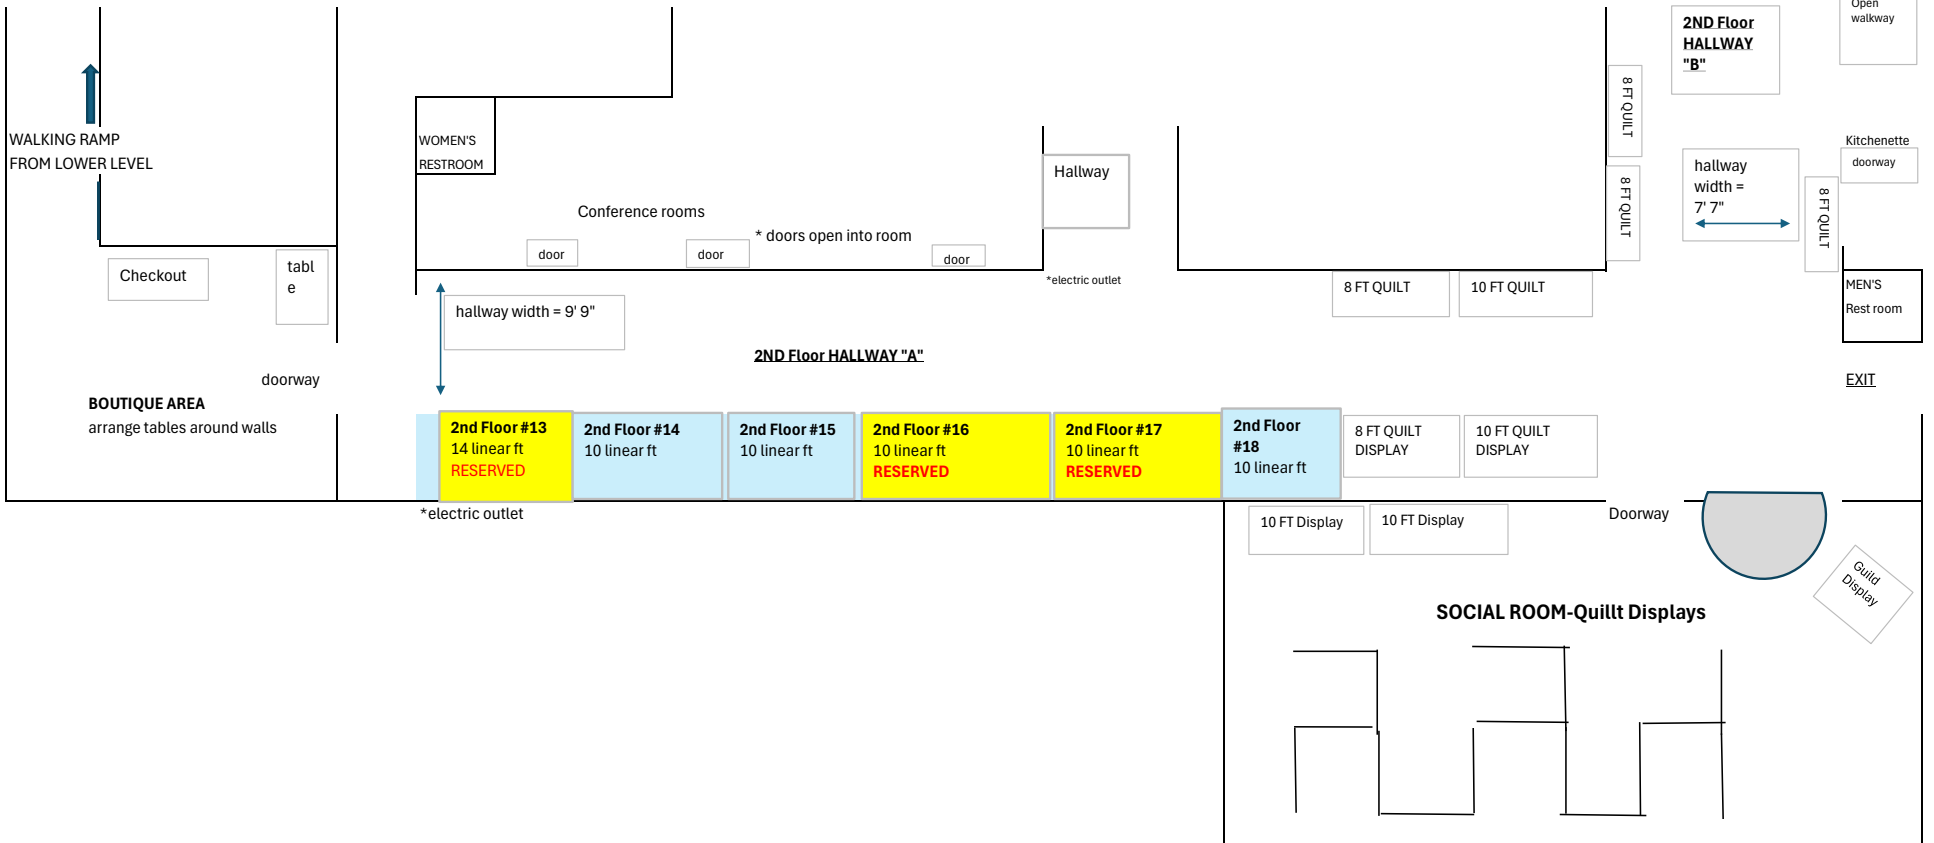 Open
walkway
2ND Floor
HALLWAY
"B"
8 FT QUILT
WALKING RAMP
FROM LOWER LEVEL
WOMEN'S
RESTROOM
Hallway
Kitchenette
doorway
hallway
width =
7' 7"
8 FT QUILT
8 FT QUILT
Conference rooms
* doors open into room
door
door
door
Checkout
tabl
e
*electric outlet
8 FT QUILT
10 FT QUILT
MEN'S
Rest room
hallway width = 9' 9"
2ND Floor HALLWAY "A"
doorway
EXIT
BOUTIQUE AREA
arrange tables around walls
2nd Floor #13
14 linear ft
RESERVED
2nd Floor #14
10 linear ft
2nd Floor #15
10 linear ft
2nd Floor #16
10 linear ft
RESERVED
2nd Floor #17
10 linear ft
RESERVED
2nd Floor
#18
10 linear ft
8 FT QUILT
DISPLAY
10 FT QUILT
DISPLAY
*electric outlet
10 FT Display
10 FT Display
Doorway
Guild
Display
SOCIAL ROOM-Quillt Displays